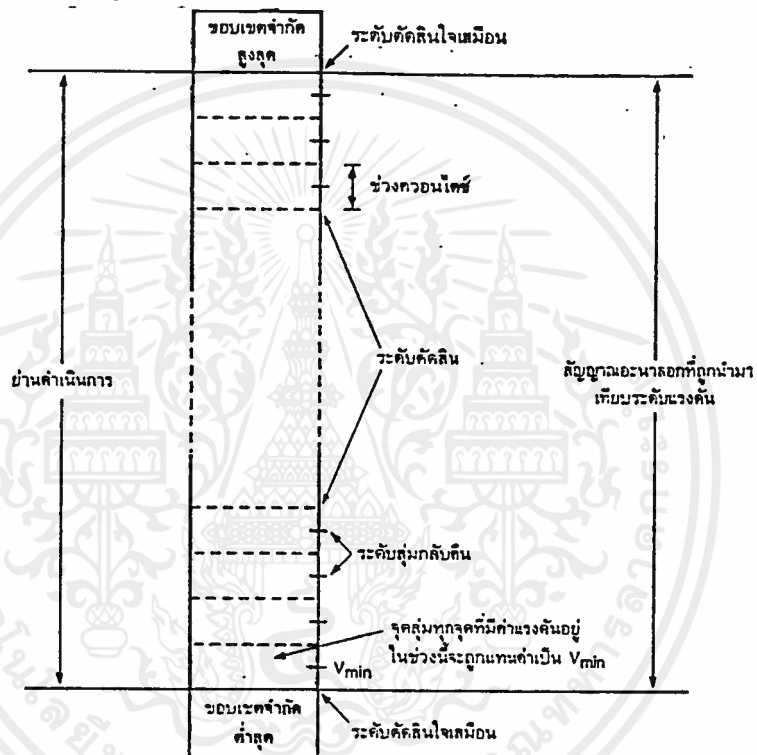 ขอบเขตจำกัด
สูงสุด
ระดับตัดสินใจเสมือน
ช่วงควอนไตซ์
ระดับตัดสิน
ย่านดำเนินการ
สัญญาณอะนาลอกที่ถูกนำมา
เทียบระดับแรงดัน
ระดับสุ่มกลับคืน
จุดสุ่มทุกจุดที่มีค่าแรงดันอยู่
ในช่วงนี้จะถูกแทนค่าเป็น Vmin
Vmin
ขอบเขตจำกัด
ต่ำสุด
ระดับตัดสินใจเสมือน